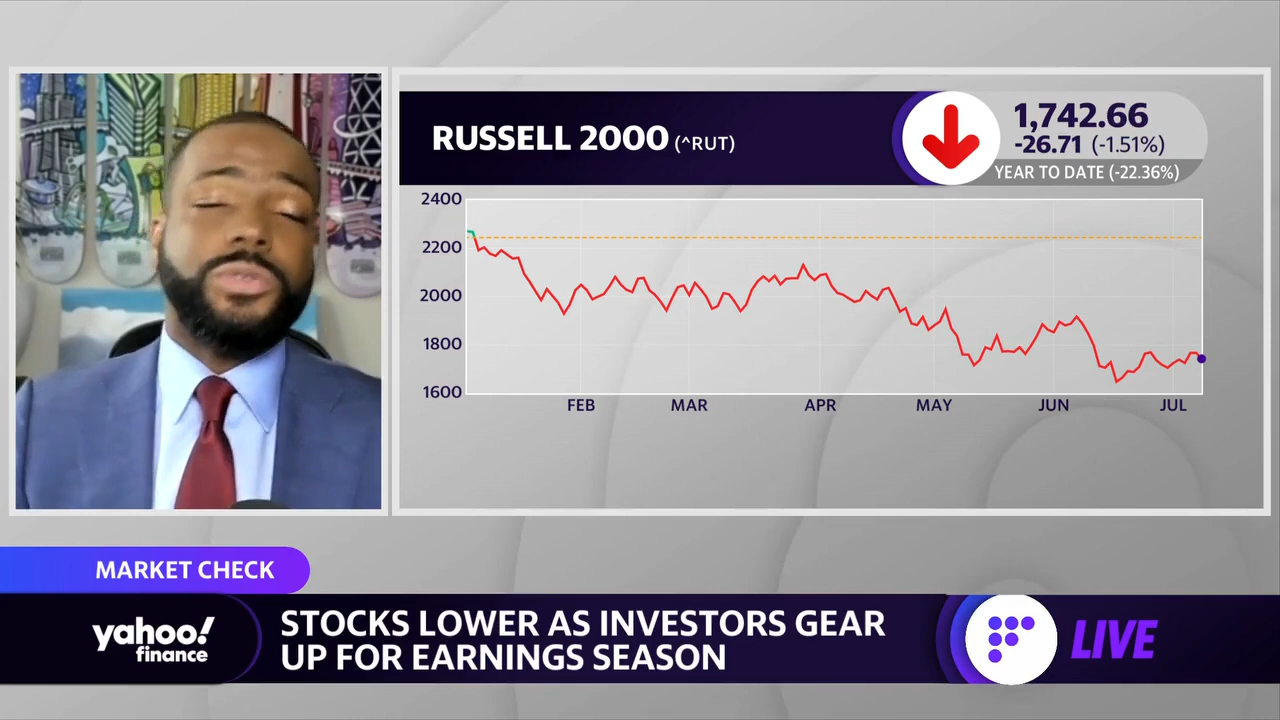 RUSSELL 2000 (^RUT)
1,742.66
-26.71 (-1.51%)
YEAR TO DATE (-22.36%)
2400
2200
2000
1800
1600
FEB MAR APR MAY JUN JUL
MARKET CHECK
yahoo!
finance
STOCKS LOWER AS INVESTORS GEAR
UP FOR EARNINGS SEASON
LIVE